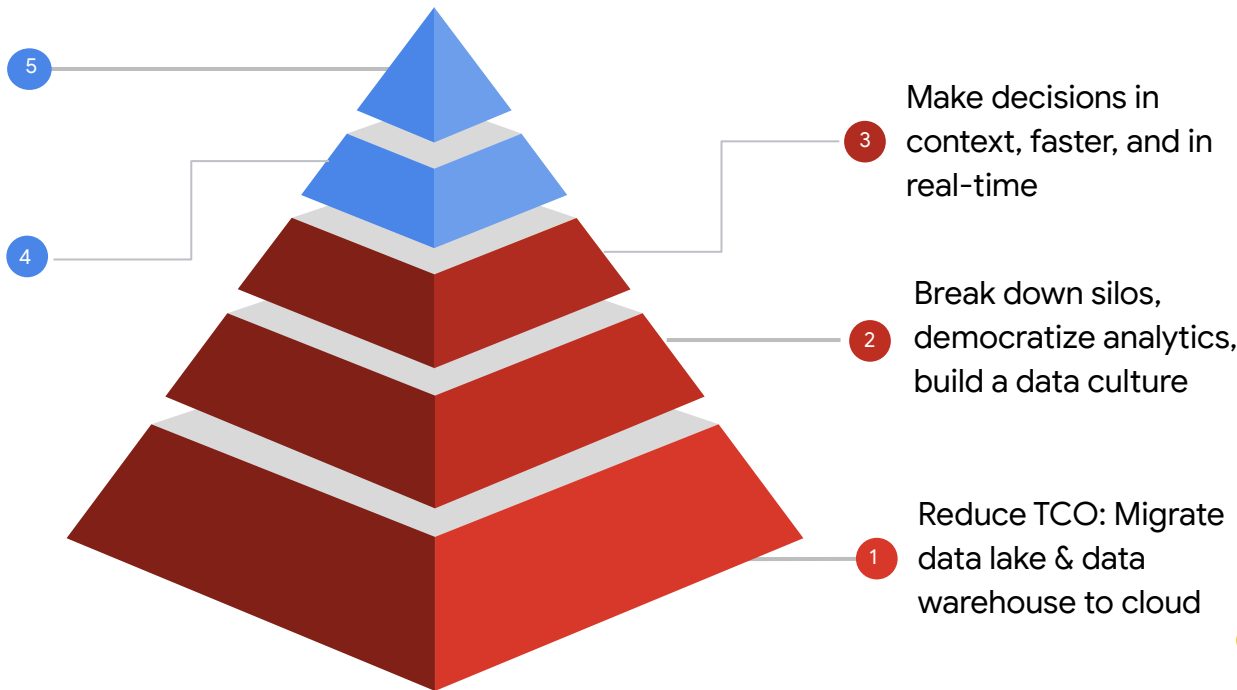 5
3
Make decisions in
context, faster, and in
real-time
4
2
Break down silos,
democratize analytics,
build a data culture
1
Reduce TCO: Migrate
data lake & data
warehouse to cloud